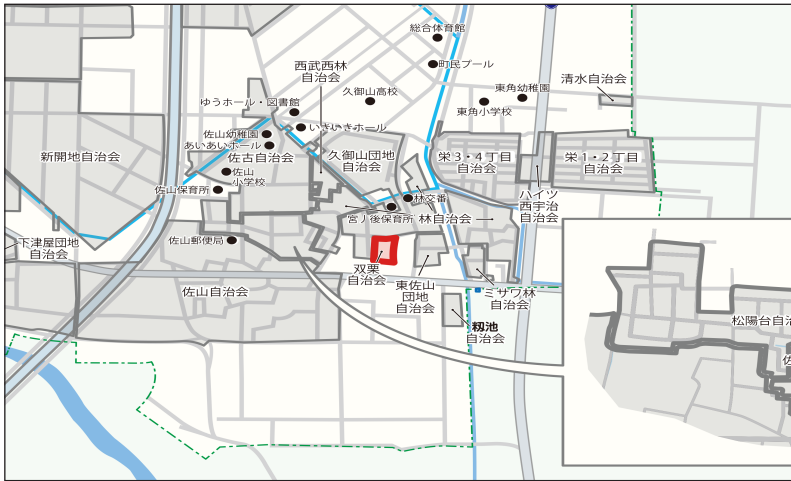 総合体育館
西武西林
自治会
町民プール
清水自治会
久御山高校
東角幼稚園
ゆうホール・図書館
東角小学校
いきいきホール
佐山幼稚園
あいあいホール
佐古自治会
久御山団地
自治会
栄3・4丁目
自治会
栄1・2丁目
自治会
新開地自治会
佐山
小学校
佐山保育所
林交番
ハイツ
西宇治
自治会
宮ノ後保育所
林自治会
下津屋団地
自治会
佐山郵便局
双栗
自治会
佐山自治会
東佐山
団地
自治会
ミサワ林
自治会
籾池
自治会
松陽台自治
佐